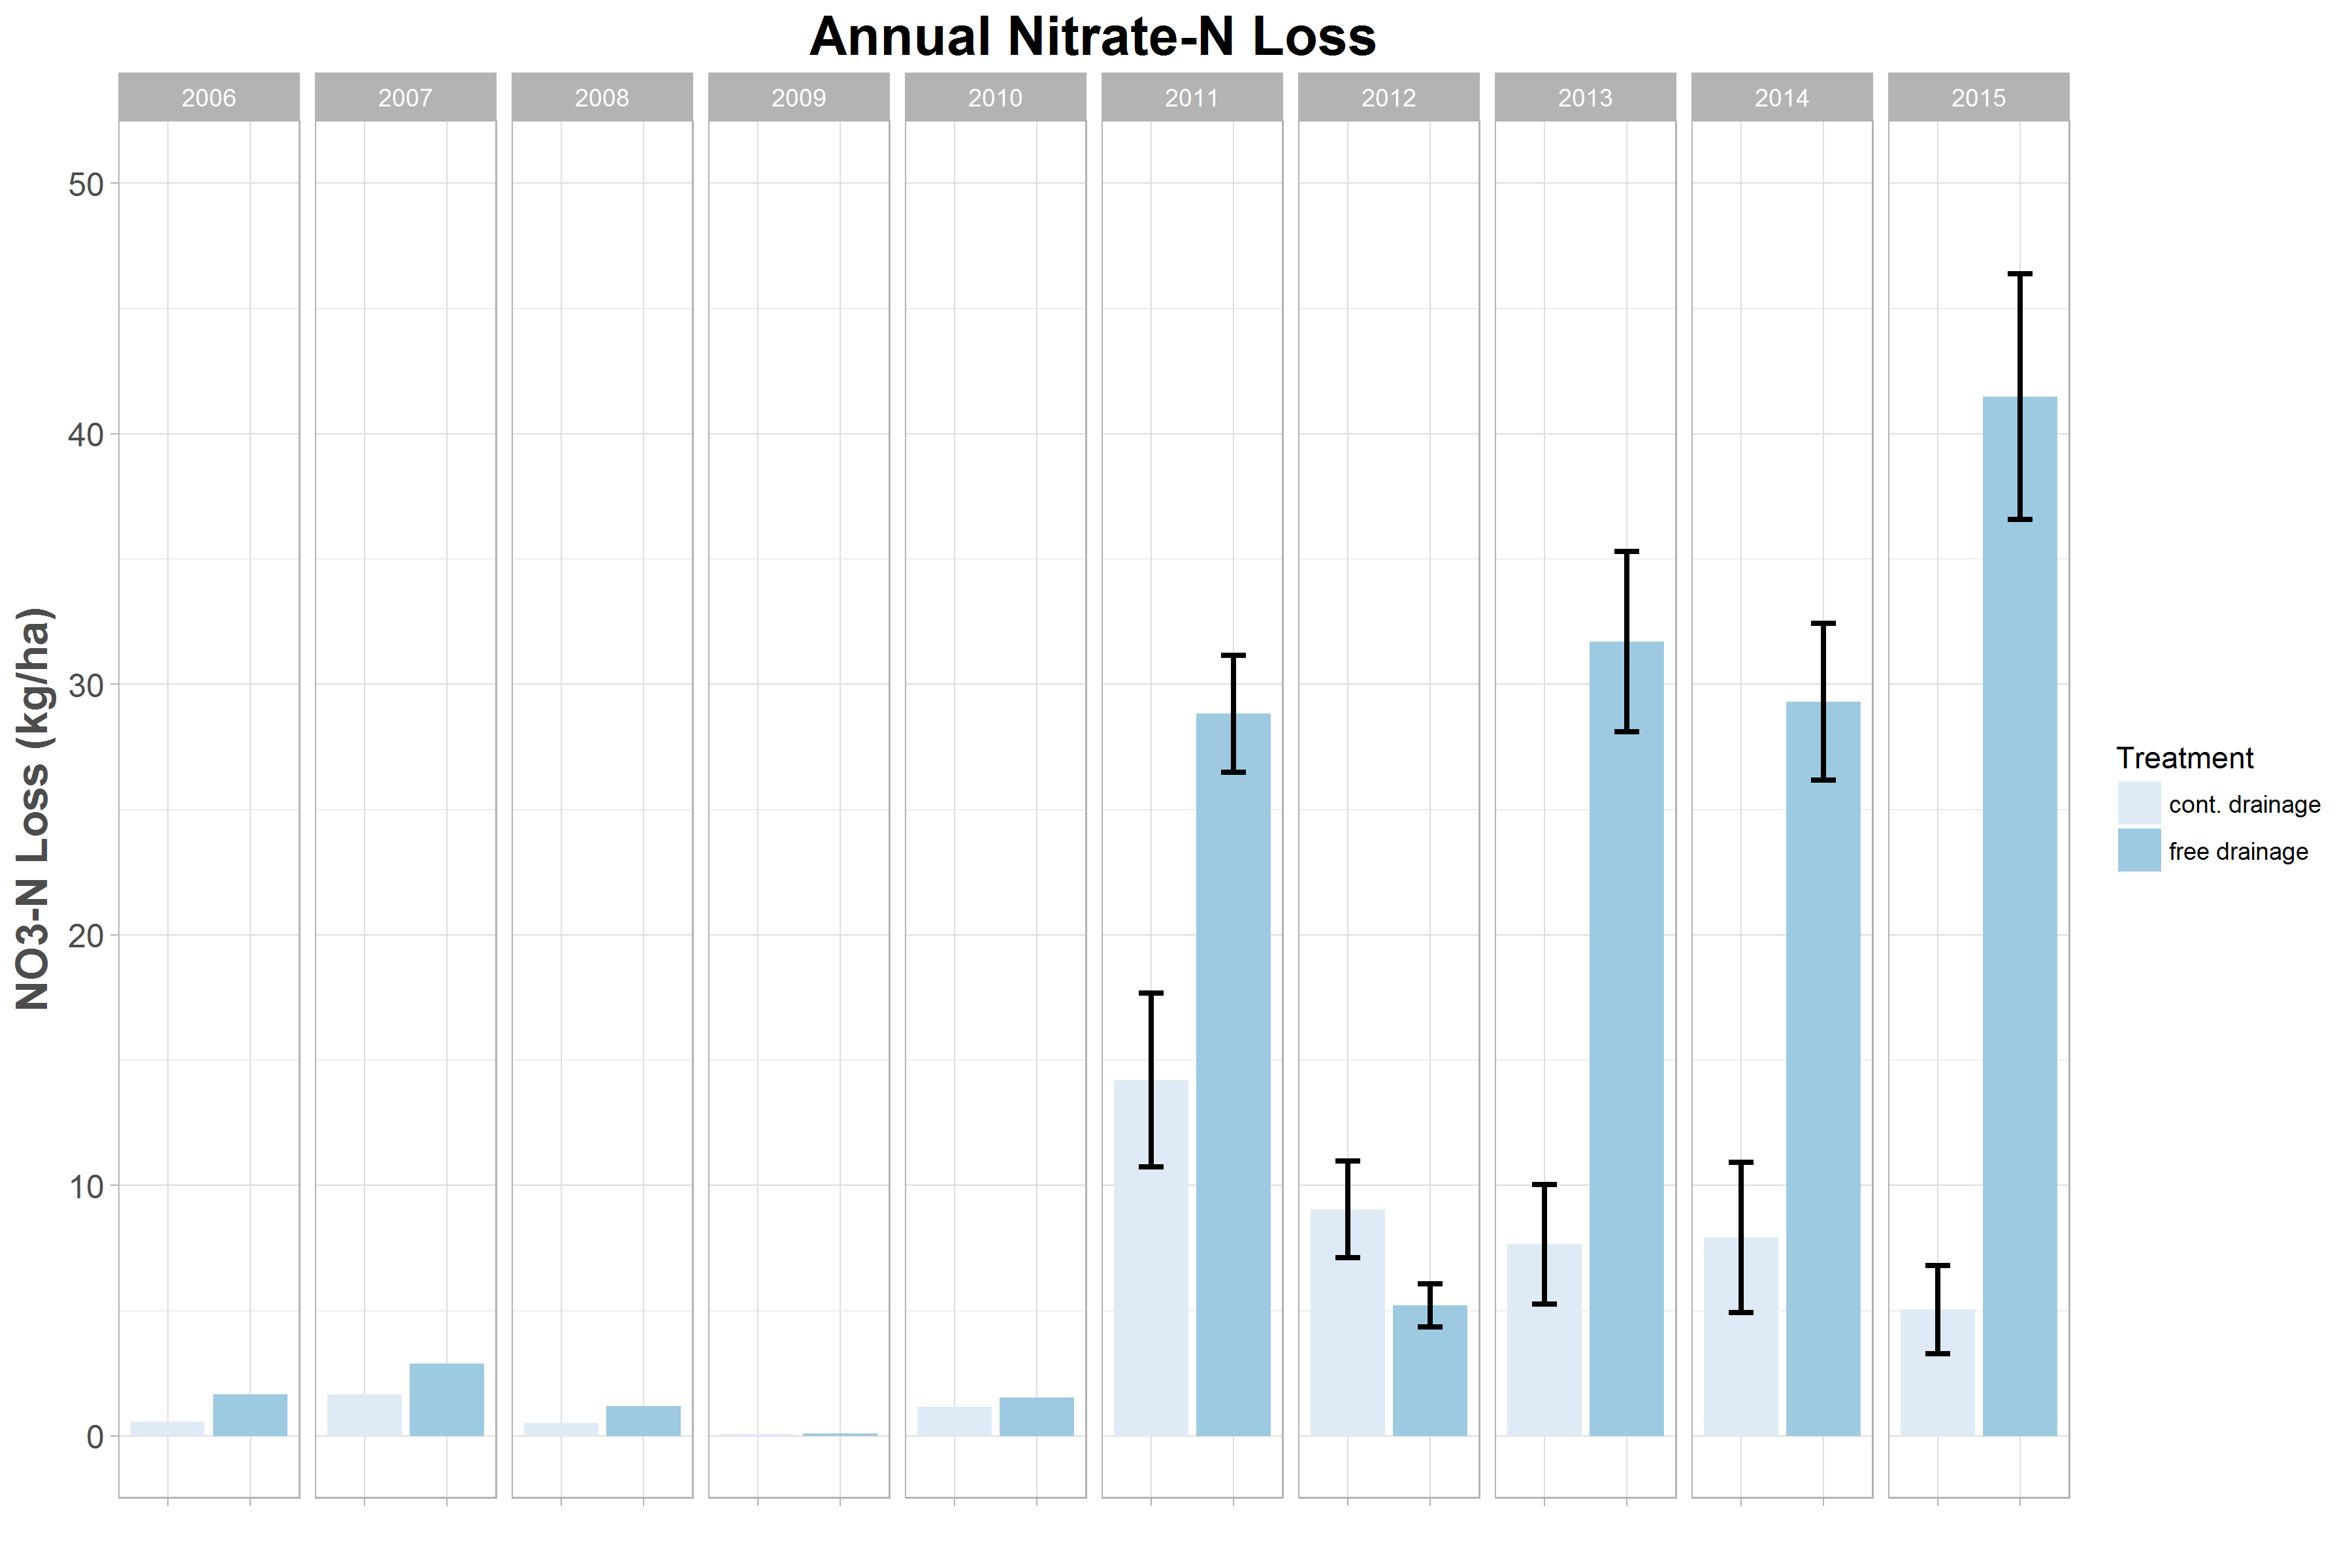 Annual Nitrate-N Loss
2006 2007 2008 2009 2010 2011 2012 2013 2014 2015
50
40
30
20
10
0
NO3-N Loss (kg/ha)
Treatment
cont. drainage
free drainage